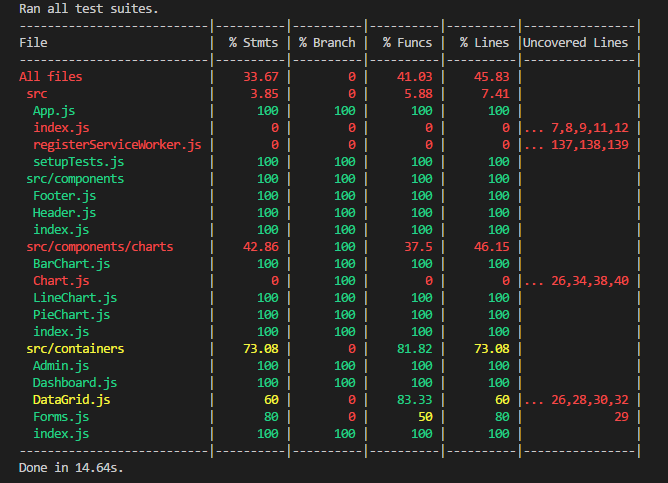 Ran all test suites.
-----------------------------|----------|----------|----------|----------|----------------|
File                         |  % Stmts | % Branch |  % Funcs |  % Lines |Uncovered Lines |
-----------------------------|----------|----------|----------|----------|----------------|
All files                    |    33.67 |        0 |    41.03 |    45.83 |                |
 src                         |     3.85 |        0 |     5.88 |     7.41 |                |
  App.js                     |      100 |      100 |      100 |      100 |                |
  index.js                   |        0 |        0 |        0 |        0 |... 7,8,9,11,12 |
  registerServiceWorker.js   |        0 |        0 |        0 |        0 |... 137,138,139 |
  setupTests.js              |      100 |      100 |      100 |      100 |                |
 src/components              |      100 |      100 |      100 |      100 |                |
  Footer.js                  |      100 |      100 |      100 |      100 |                |
  Header.js                  |      100 |      100 |      100 |      100 |                |
  index.js                   |      100 |      100 |      100 |      100 |                |
 src/components/charts       |    42.86 |      100 |     37.5 |    46.15 |                |
  BarChart.js                |      100 |      100 |      100 |      100 |                |
  Chart.js                   |        0 |      100 |        0 |        0 |... 26,34,38,40 |
  LineChart.js               |      100 |      100 |      100 |      100 |                |
  PieChart.js                |      100 |      100 |      100 |      100 |                |
  index.js                   |      100 |      100 |      100 |      100 |                |
 src/containers              |    73.08 |        0 |    81.82 |    73.08 |                |
  Admin.js                   |      100 |      100 |      100 |      100 |                |
  Dashboard.js               |      100 |      100 |      100 |      100 |                |
  DataGrid.js                |       60 |        0 |    83.33 |       60 |... 26,28,30,32 |
  Forms.js                   |       80 |        0 |       50 |       80 |             29 |
  index.js                   |      100 |      100 |      100 |      100 |                |
-----------------------------|----------|----------|----------|----------|----------------|
Done in 14.64s.